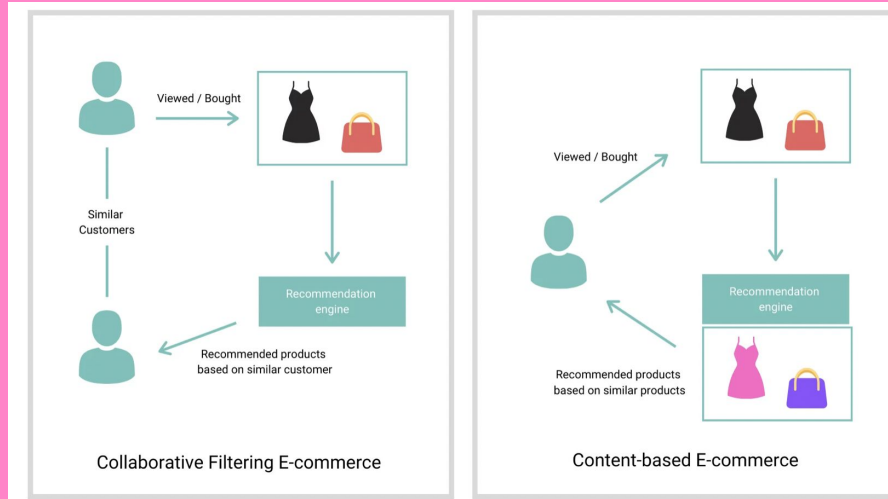 Viewed / Bought
Similar
Customers
Recommendation
engine
Recommended products
based on similar customer
Collaborative Filtering E-commerce
Viewed / Bought
Recommendation
engine
Recommended products
based on similar products
Content-based E-commerce